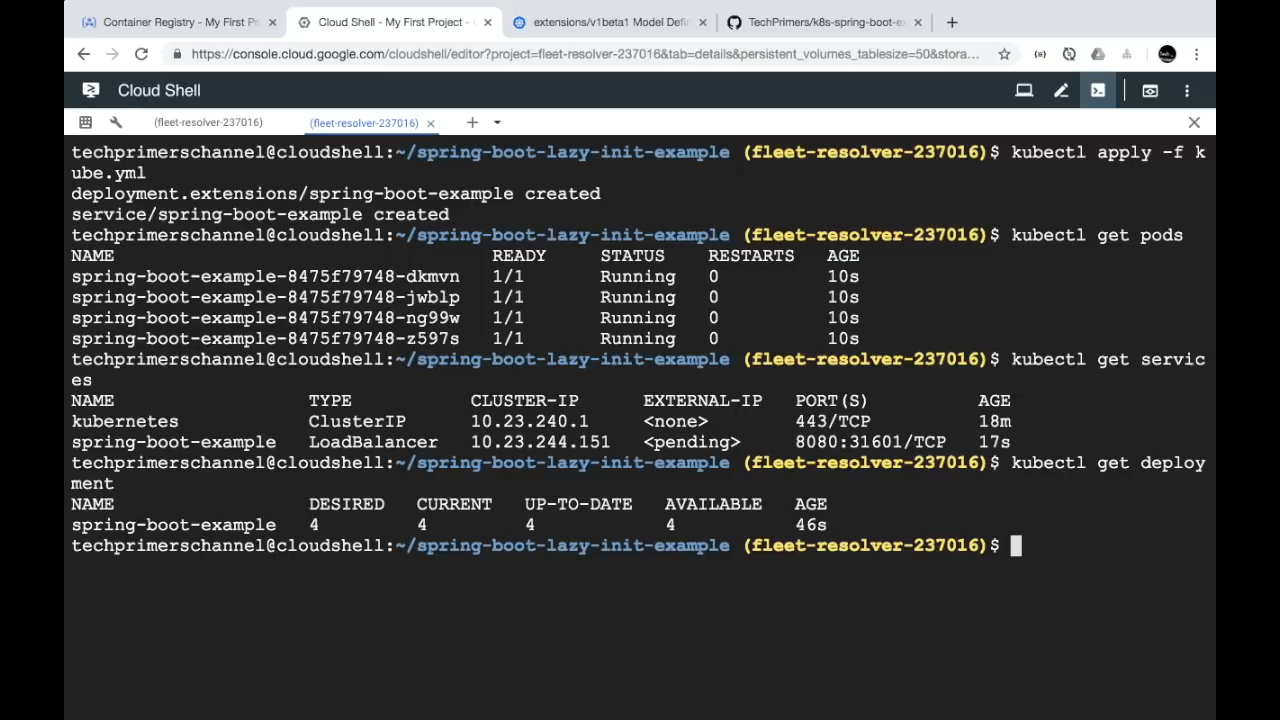 Container Registry - My First Pr
Cloud Shell - My First Project -
extensions/v1beta1 Model Defin
TechPrimers/k8s-spring-boot-ex
https://console.cloud.google.com/cloudshell/editor?project=fleet-resolver-237016&tab=details&persistent_volumes_tablesize=50&stora...
Cloud Shell
(fleet-resolver-237016)
(fleet-resolver-237016)
techprimerschannel@cloudshell:~/spring-boot-lazy-init-example (fleet-resolver-237016)$ kubectl apply -f k
ube.yml
deployment.extensions/spring-boot-example created
service/spring-boot-example created
techprimerschannel@cloudshell:~/spring-boot-lazy-init-example (fleet-resolver-237016)$ kubectl get pods
NAME READY STATUS RESTARTS AGE
spring-boot-example-8475f79748-dkmvn 1/1 Running 0 10s
spring-boot-example-8475f79748-jwblp 1/1 Running 0 10s
spring-boot-example-8475f79748-ng99w 1/1 Running 0 10s
spring-boot-example-8475f79748-z597s 1/1 Running 0 10s
techprimerschannel@cloudshell:~/spring-boot-lazy-init-example (fleet-resolver-237016)$ kubectl get servic
es
NAME TYPE CLUSTER-IP EXTERNAL-IP PORT(S) AGE
kubernetes ClusterIP 10.23.240.1 <none> 443/TCP 18m
spring-boot-example LoadBalancer 10.23.244.151 <pending> 8080:31601/TCP 17s
techprimerschannel@cloudshell:~/spring-boot-lazy-init-example (fleet-resolver-237016)$ kubectl get deploy
ment
NAME DESIRED CURRENT UP-TO-DATE AVAILABLE AGE
spring-boot-example 4 4 4 4 46s
techprimerschannel@cloudshell:~/spring-boot-lazy-init-example (fleet-resolver-237016)$